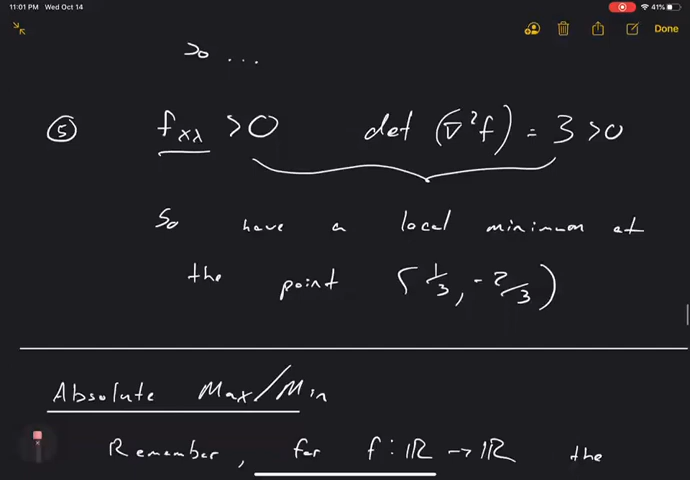 11:01 PM Wed Oct 14
41%
Done
So ...
⑤ fxx > 0 det (∇²f) = 3 > 0
So have a local minimum at
the point (1/3, -2/3)
Absolute Max/Min
Remember, for f: ℝ → ℝ the